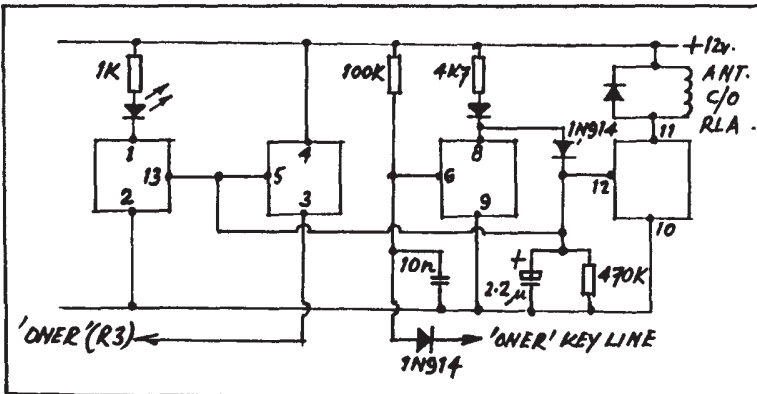 +12v.
1K
100K
4K7
ANT.
C/O
RLA.
1N914
1
13
2
4
5
3
6
8
9
11
12
10
10n
+
2.2µ
470K
'ONER' (R3)
'ONER' KEY LINE
1N914